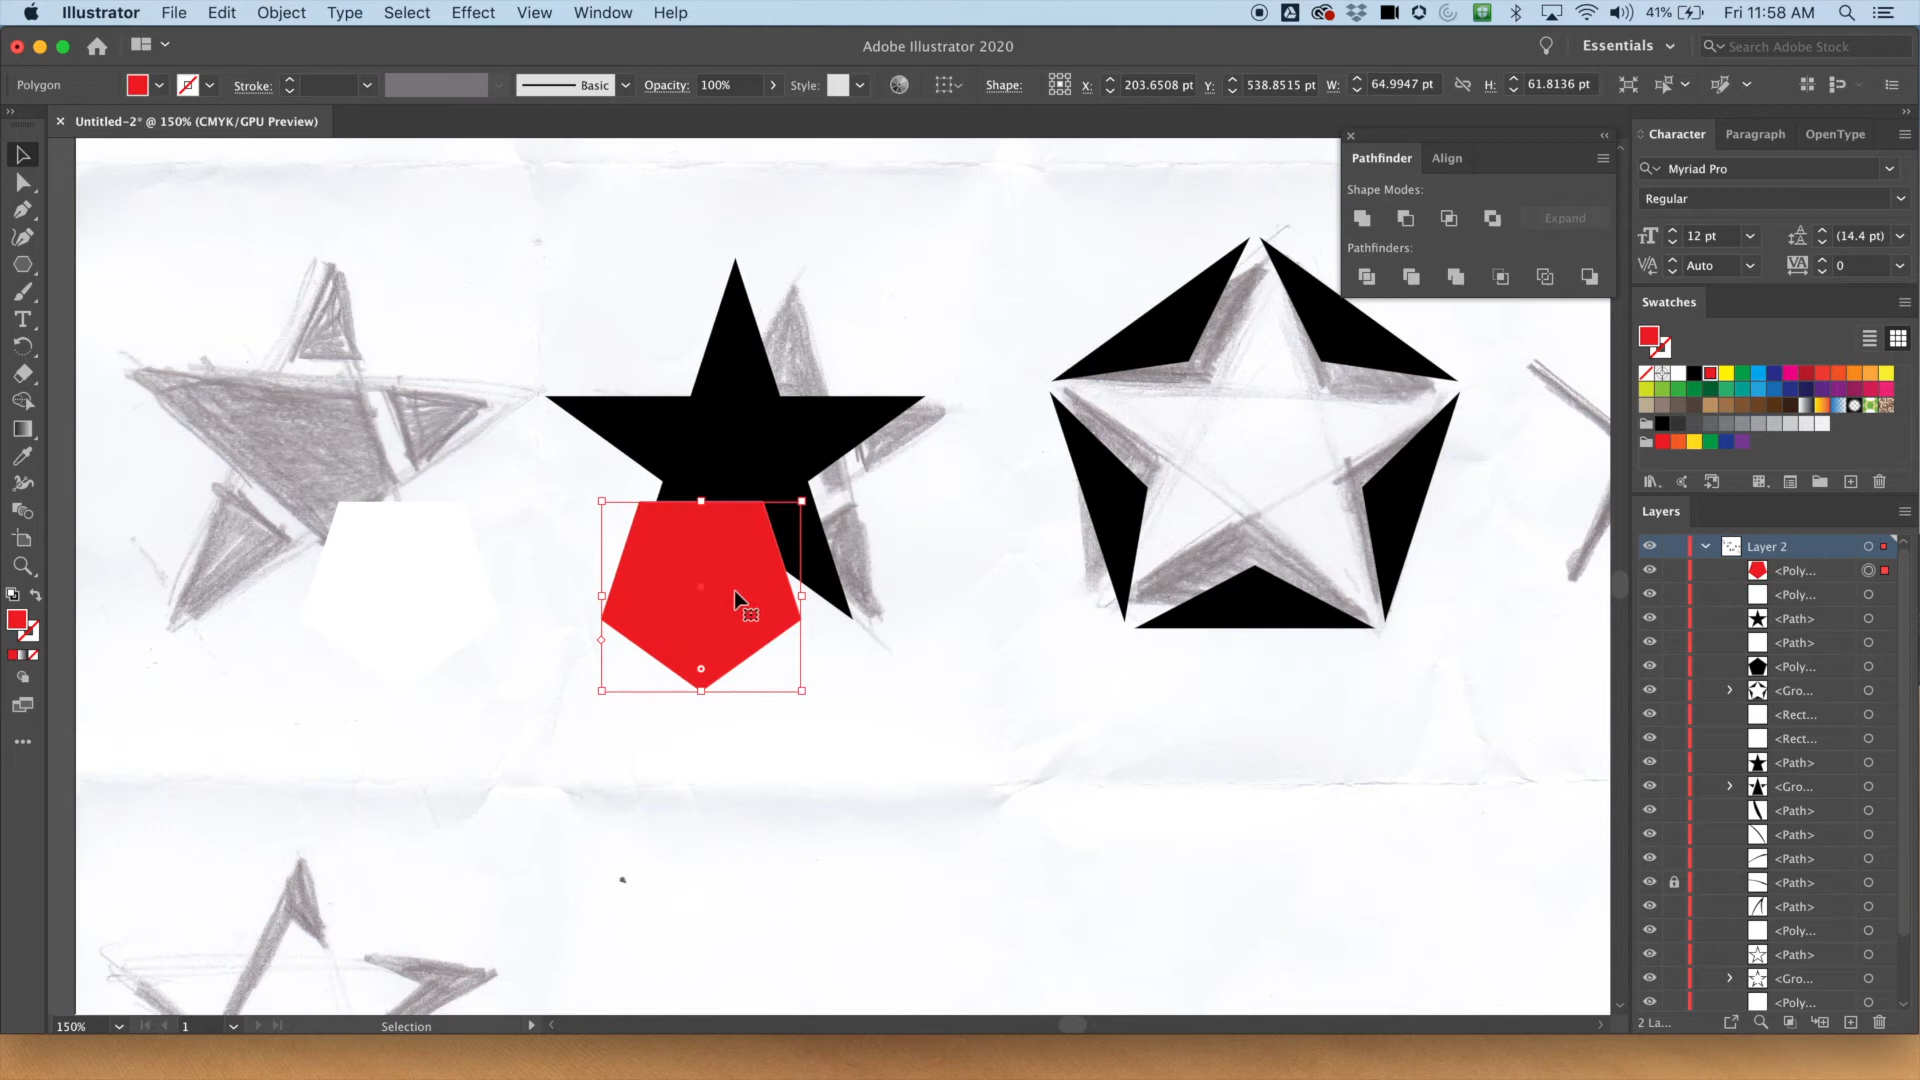 Illustrator File Edit Object Type Select Effect View Window Help 41% Fri 11:58 AM
Adobe Illustrator 2020 Essentials Search Adobe Stock
Polygon Stroke: Basic Opacity: 100% Style: Shape: X: 203.6508 pt Y: 538.8515 pt W: 64.9947 pt H: 61.8136 pt
Untitled-2* @ 150% (CMYK/GPU Preview)
Pathfinder Align
Shape Modes:
Expand
Pathfinders:
Character Paragraph OpenType
Myriad Pro
Regular
12 pt (14.4 pt)
Auto 0
Swatches
Layers
Layer 2
<Poly...
<Poly...
<Path>
<Path>
<Poly...
<Gro...
<Rect...
<Rect...
<Path>
<Gro...
<Path>
<Path>
<Path>
<Path>
<Path>
<Poly...
<Path>
<Gro...
<Poly...
2 La...
150% 1 Selection